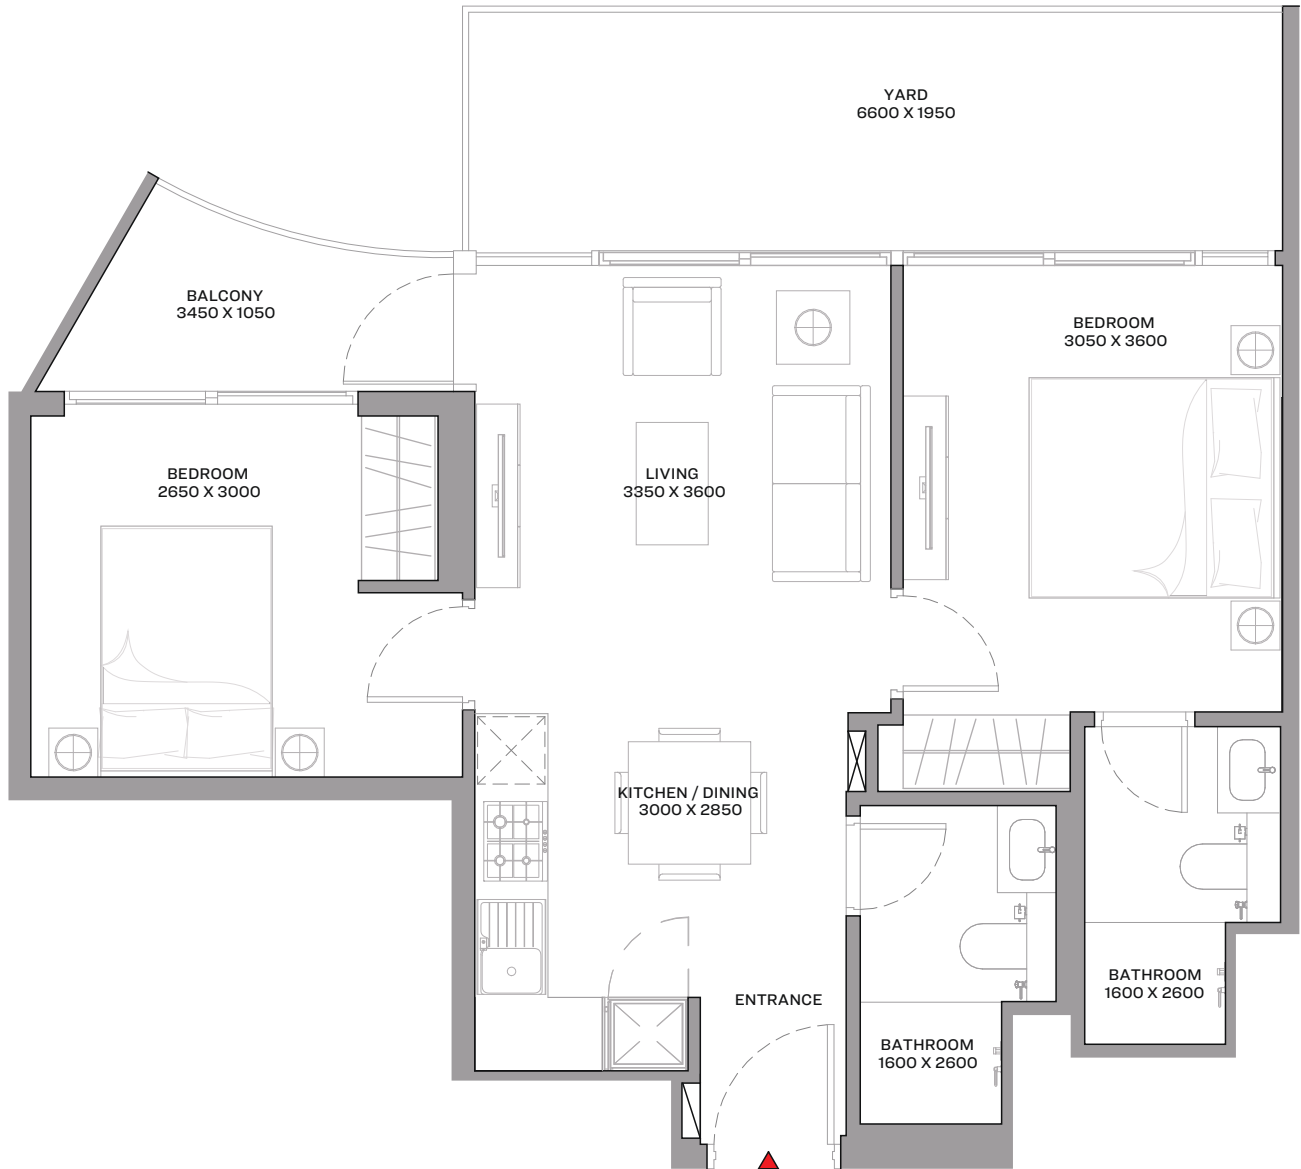 YARD
6600 X 1950
BALCONY
3450 X 1050
BEDROOM
3050 X 3600
BEDROOM
2650 X 3000
LIVING
3350 X 3600
KITCHEN / DINING
3000 X 2850
ENTRANCE
BATHROOM
1600 X 2600
BATHROOM
1600 X 2600